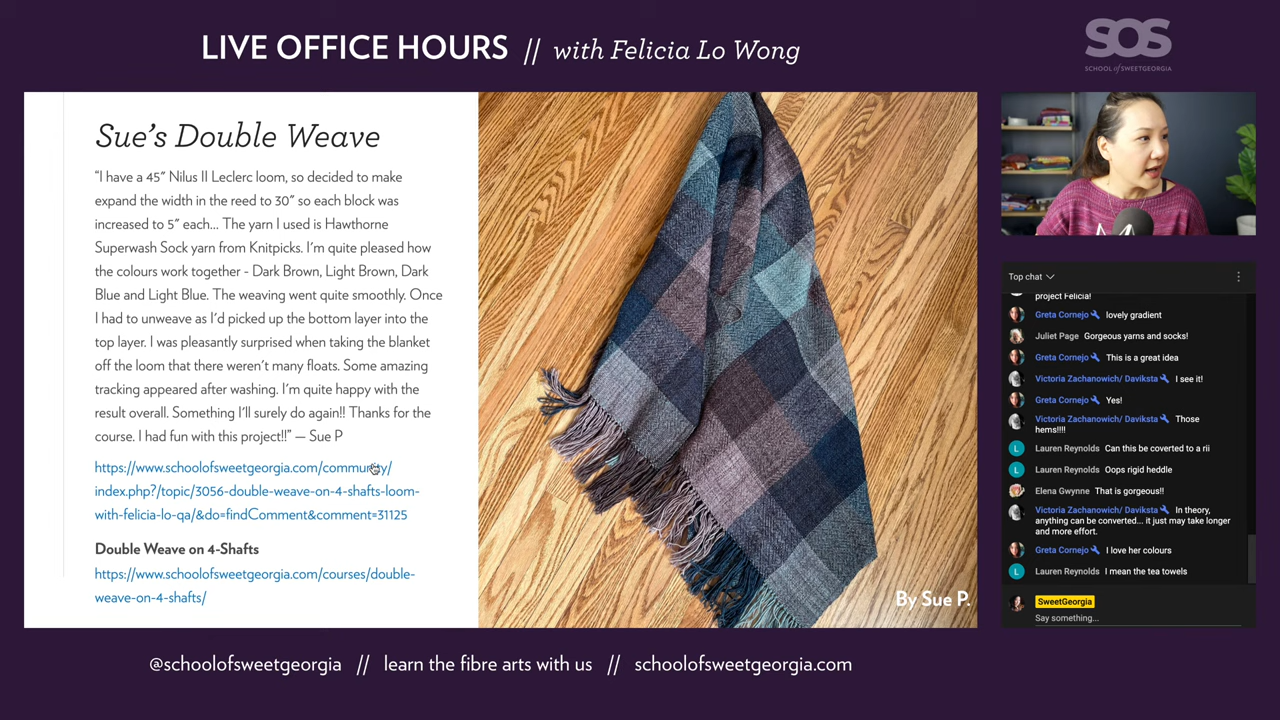 LIVE OFFICE HOURS // with Felicia Lo Wong
SOS
SCHOOL of SWEETGEORGIA
Sue's Double Weave
“I have a 45” Nilus II Leclerc loom, so decided to make
expand the width in the reed to 30” so each block was
increased to 5” each... The yarn I used is Hawthorne
Superwash Sock yarn from Knitpicks. I'm quite pleased how
the colours work together - Dark Brown, Light Brown, Dark
Blue and Light Blue. The weaving went quite smoothly. Once
I had to unweave as I'd picked up the bottom layer into the
top layer. I was pleasantly surprised when taking the blanket
off the loom that there weren't many floats. Some amazing
tracking appeared after washing. I'm quite happy with the
result overall. Something I'll surely do again!! Thanks for the
course. I had fun with this project!!” — Sue P
https://www.schoolofsweetgeorgia.com/community/
index.php?/topic/3056-double-weave-on-4-shafts-loom-
with-felicia-lo-qa/&do=findComment&comment=31125
Double Weave on 4-Shafts
https://www.schoolofsweetgeorgia.com/courses/double-
weave-on-4-shafts/
By Sue P.
Top chat
project Felicia!
Greta Cornejo lovely gradient
Juliet Page Gorgeous yarns and socks!
Greta Cornejo This is a great idea
Victoria Zachanowich/ Daviksta I see it!
Greta Cornejo Yes!
Victoria Zachanowich/ Daviksta Those
hems!!!!
L Lauren Reynolds Can this be coverted to a rii
L Lauren Reynolds Oops rigid heddle
Elena Gwynne That is gorgeous!!
Victoria Zachanowich/ Daviksta In theory,
anything can be converted... it just may take longer
and more effort.
Greta Cornejo I love her colours
L Lauren Reynolds I mean the tea towels
SweetGeorgia
Say something...
@schoolofsweetgeorgia // learn the fibre arts with us // schoolofsweetgeorgia.com